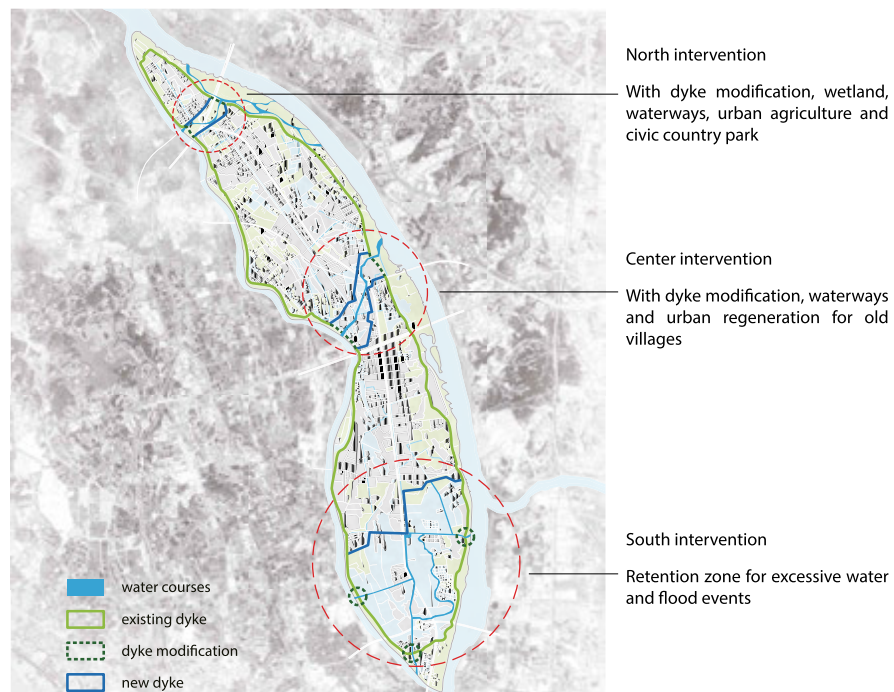 North intervention
With dyke modification, wetland,
waterways, urban agriculture and
civic country park
Center intervention
With dyke modification, waterways
and urban regeneration for old
villages
South intervention
Retention zone for excessive water
and flood events
water courses
existing dyke
dyke modification
new dyke